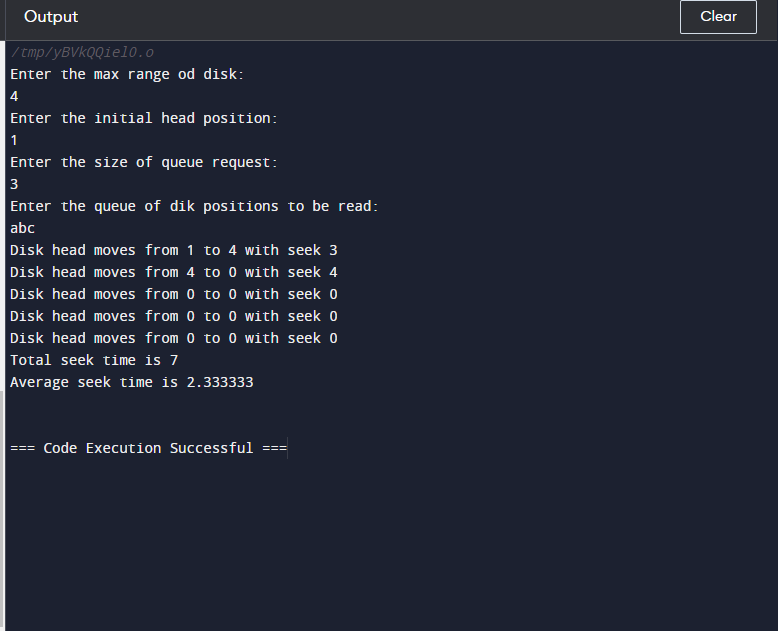 Output
Clear
/tmp/yBVkQQielO.o
Enter the max range od disk:
4
Enter the initial head position:
1
Enter the size of queue request:
3
Enter the queue of dik positions to be read:
abc
Disk head moves from 1 to 4 with seek 3
Disk head moves from 4 to 0 with seek 4
Disk head moves from 0 to 0 with seek 0
Disk head moves from 0 to 0 with seek 0
Disk head moves from 0 to 0 with seek 0
Total seek time is 7
Average seek time is 2.333333
=== Code Execution Successful ===